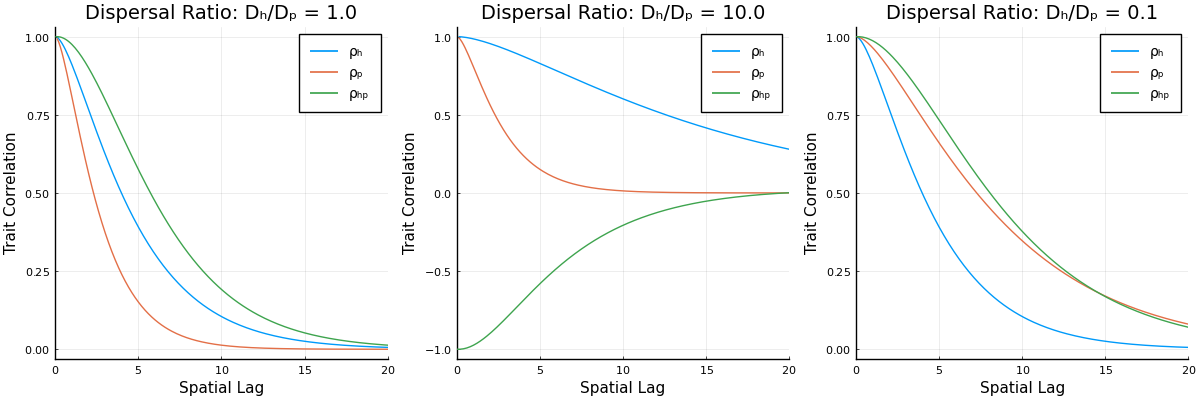 Dispersal Ratio: Dₕ/Dₚ = 1.0
1.00
0.75
0.50
0.25
0.00
0
5
10
15
20
Trait Correlation
Spatial Lag
ρₕ
ρₚ
ρₕₚ
Dispersal Ratio: Dₕ/Dₚ = 10.0
1.0
0.5
0.0
−0.5
−1.0
0
5
10
15
20
Trait Correlation
Spatial Lag
ρₕ
ρₚ
ρₕₚ
Dispersal Ratio: Dₕ/Dₚ = 0.1
1.00
0.75
0.50
0.25
0.00
0
5
10
15
20
Trait Correlation
Spatial Lag
ρₕ
ρₚ
ρₕₚ